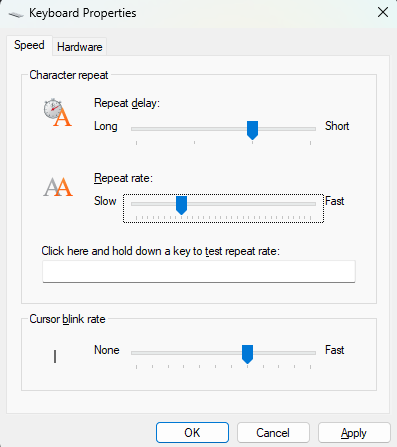 Keyboard Properties
Speed
Hardware
Character repeat
Repeat delay:
Long
Short
Repeat rate:
Slow
Fast
Click here and hold down a key to test repeat rate:
Cursor blink rate
None
Fast
OK
Cancel
Apply